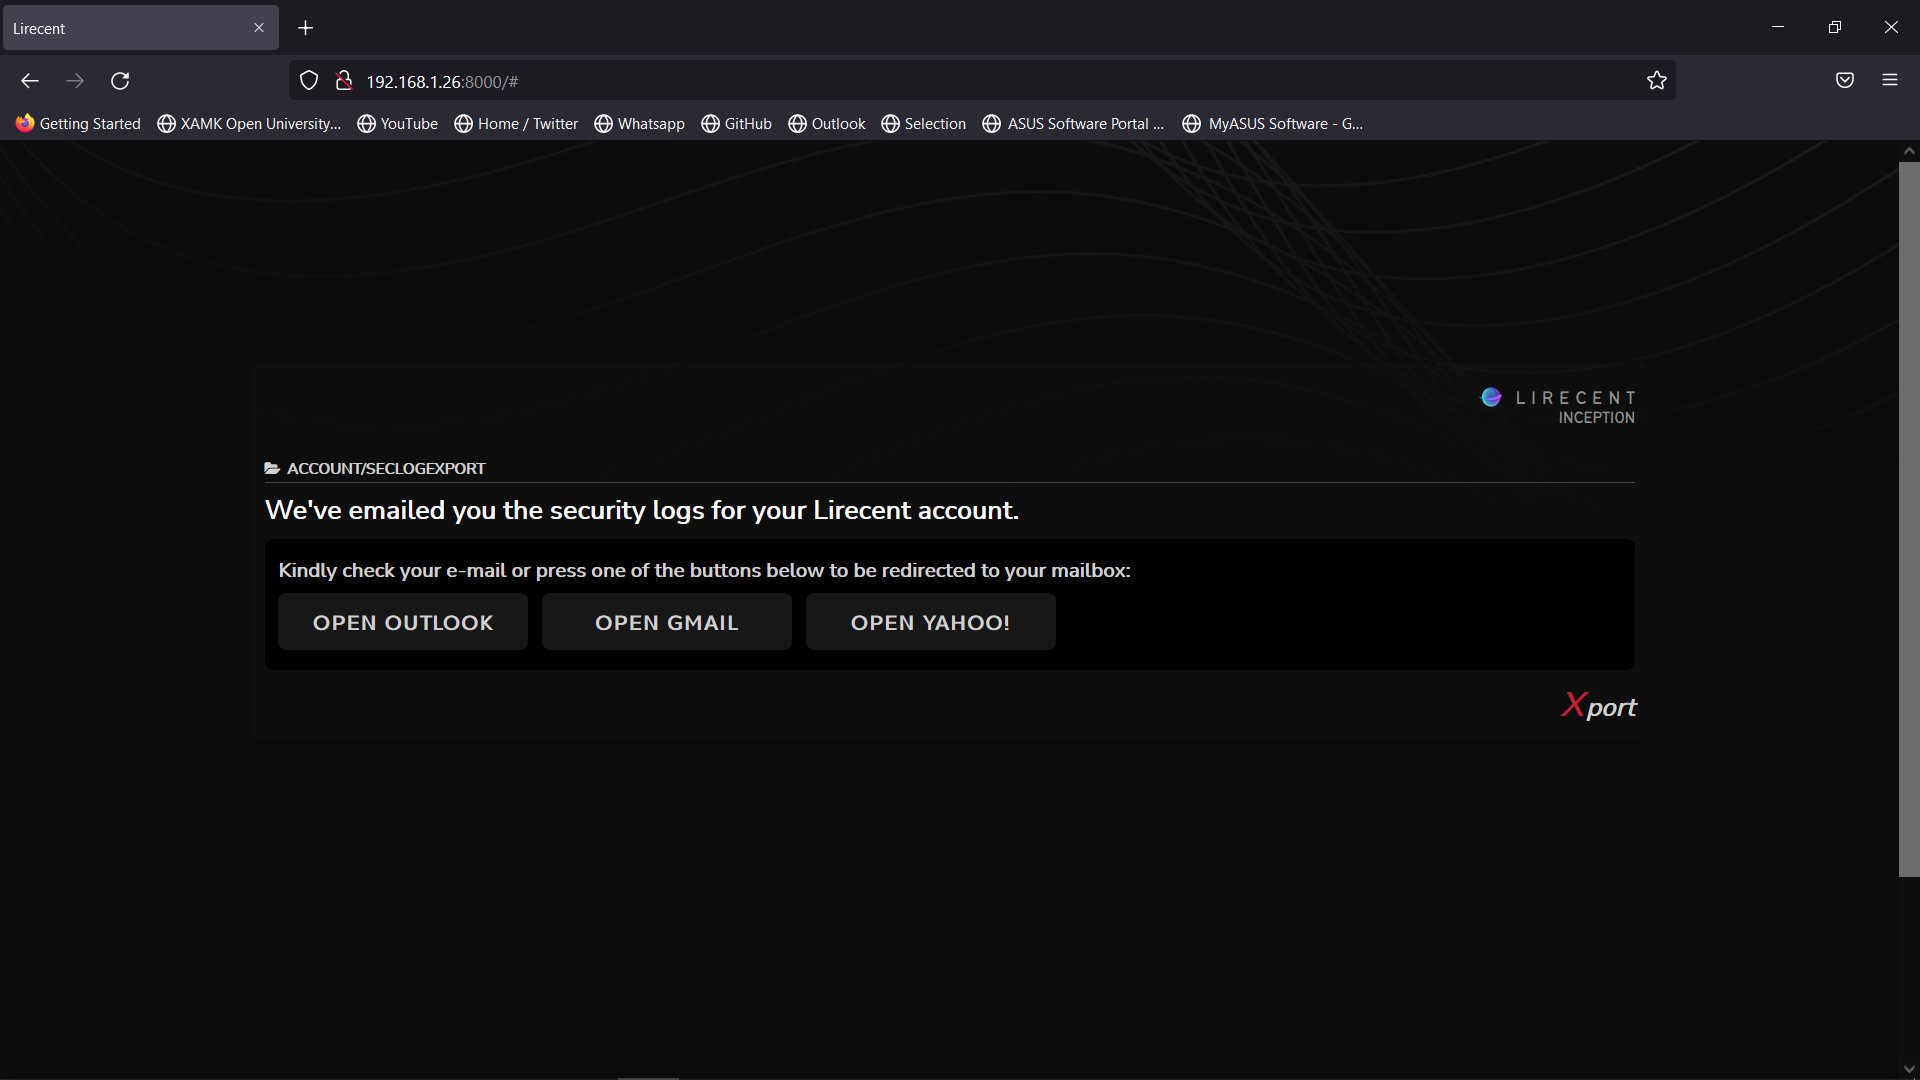 Lirecent
192.168.1.26:8000/#
Getting Started XAMK Open University... YouTube Home / Twitter Whatsapp GitHub Outlook Selection ASUS Software Portal ... MyASUS Software - G...
LIRECENT
INCEPTION
ACCOUNT/SECLOGEXPORT
We've emailed you the security logs for your Lirecent account.
Kindly check your e-mail or press one of the buttons below to be redirected to your mailbox:
OPEN OUTLOOK OPEN GMAIL OPEN YAHOO!
Xport